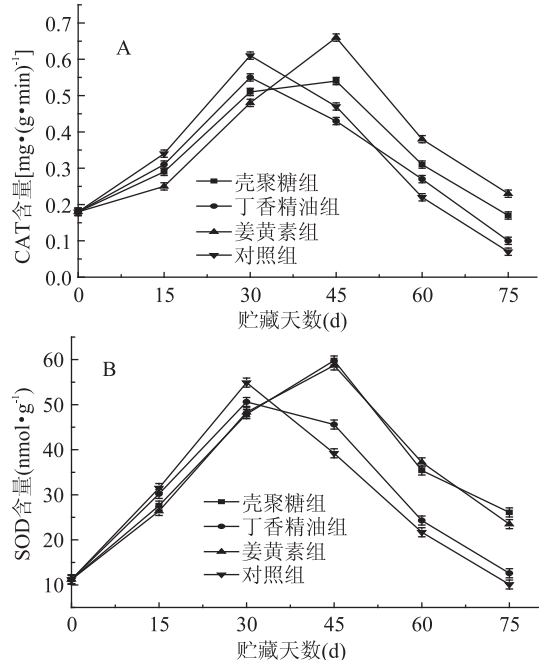 A
0.7
0.6
0.5
0.4
0.3
0.2
0.1
0.0
CAT含量[mg•(g•min)⁻¹]
壳聚糖组
丁香精油组
姜黄素组
对照组
0 15 30 45 60 75
贮藏天数(d)
B
60
50
40
30
20
10
SOD含量(nmol•g⁻¹)
壳聚糖组
丁香精油组
姜黄素组
对照组
0 15 30 45 60 75
贮藏天数(d)